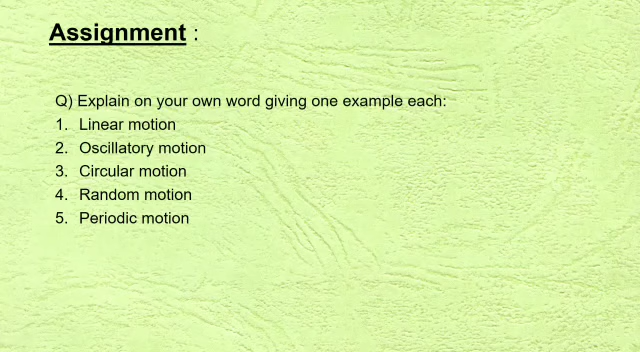 Assignment :
Q) Explain on your own word giving one example each:
1. Linear motion
2. Oscillatory motion
3. Circular motion
4. Random motion
5. Periodic motion